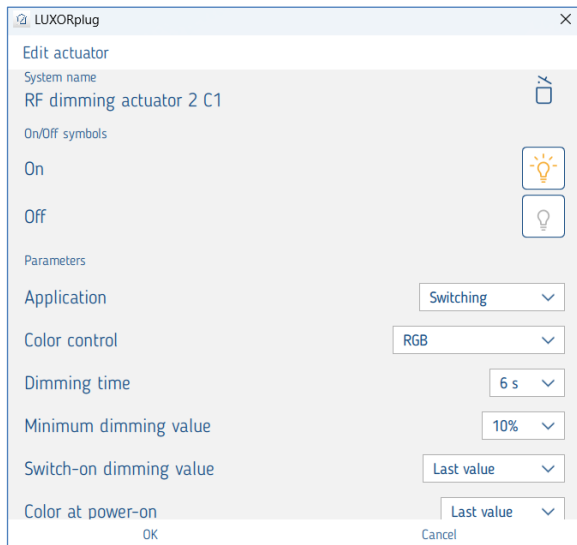 LUXORplug
Edit actuator
System name
RF dimming actuator 2 C1
On/Off symbols
On
Off
Parameters
Application Switching
Color control RGB
Dimming time 6 s
Minimum dimming value 10%
Switch-on dimming value Last value
Color at power-on Last value
OK Cancel